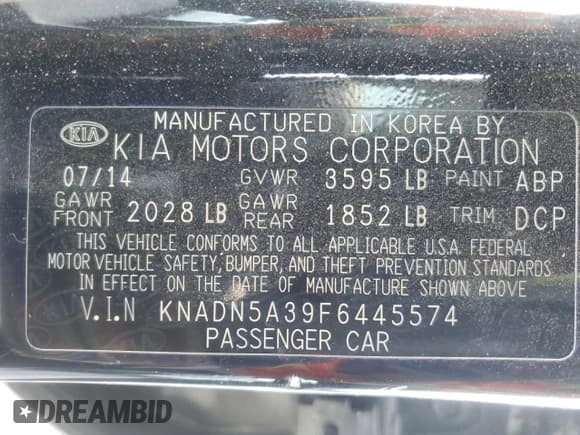 MANUFACTURED IN KOREA BY
KIA KIA MOTORS CORPORATION
07/14 GVWR 3595 LB PAINT ABP
GAWR FRONT 2028 LB GAWR REAR 1852 LB TRIM DCP
THIS VEHICLE CONFORMS TO ALL APPLICABLE U.S.A. FEDERAL
MOTOR VEHICLE SAFETY, BUMPER, AND THEFT PREVENTION STANDARDS
IN EFFECT ON THE DATE OF MANUFACTURE SHOWN ABOVE
V.I.N KNADN5A39F6445574
PASSENGER CAR
DREAMBID